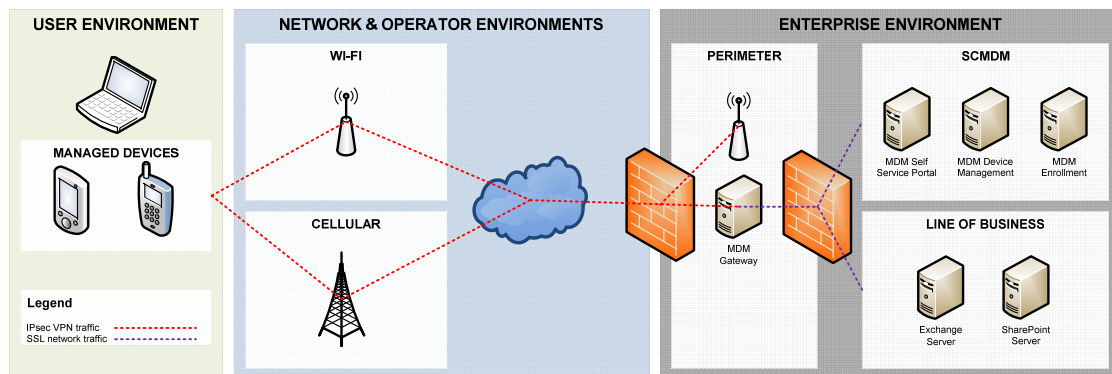 USER ENVIRONMENT
MANAGED DEVICES
Legend
IPsec VPN traffic
SSL network traffic
NETWORK & OPERATOR ENVIRONMENTS
WI-FI
CELLULAR
ENTERPRISE ENVIRONMENT
PERIMETER
MDM
Gateway
SCMDM
MDM Self
Service Portal
MDM Device
Management
MDM
Enrollment
LINE OF BUSINESS
Exchange
Server
SharePoint
Server